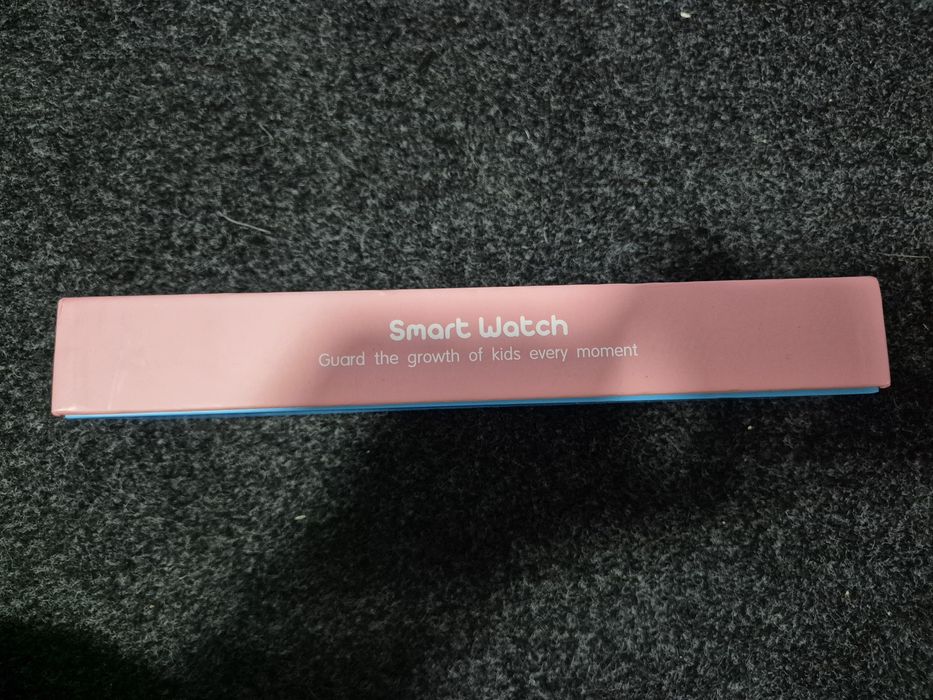 Smart Watch
Guard the growth of kids every moment